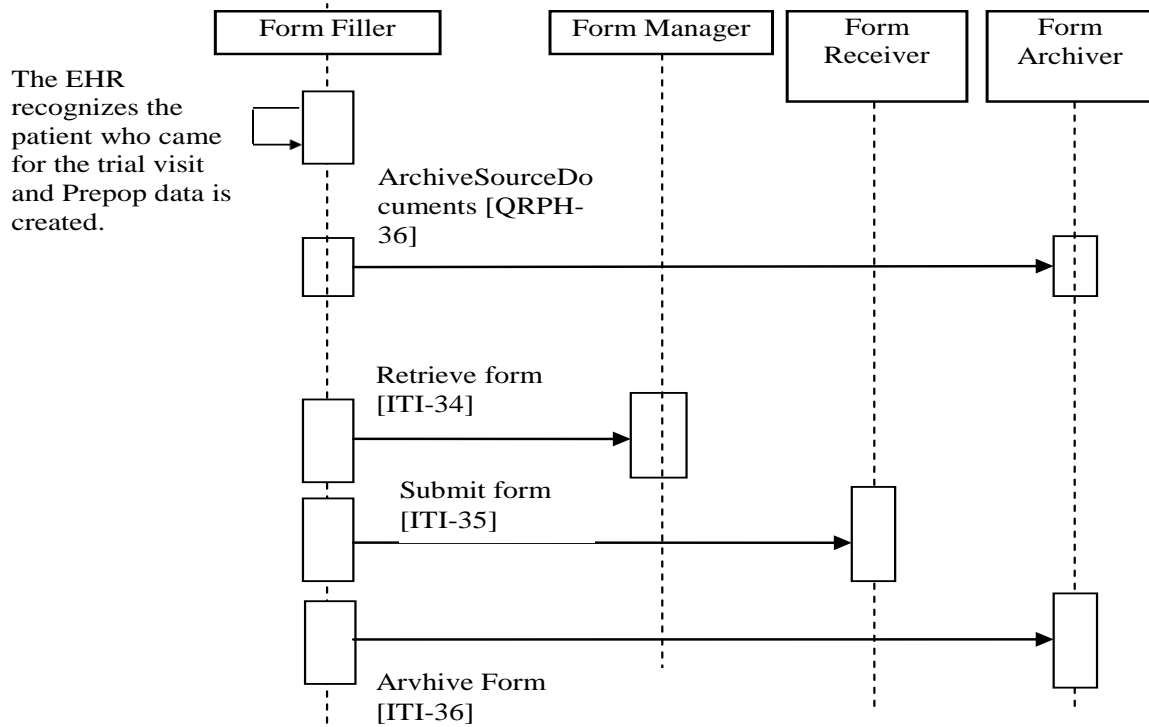 Form Filler
Form Manager
Form
Receiver
Form
Archiver
The EHR
recognizes the
patient who came
for the trial visit
and Prepop data is
created.
ArchiveSourceDo
cuments [QRPH-
36]
Retrieve form
[ITI-34]
Submit form
[ITI-35]
Arvhive Form
[ITI-36]